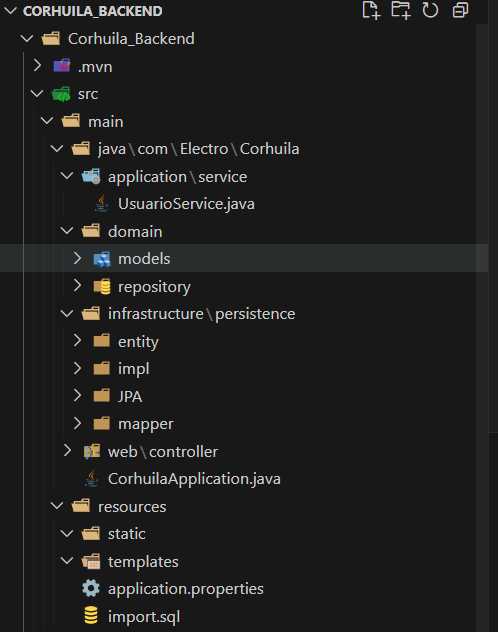 CORHUILA_BACKEND
Corhuila_Backend
.mvn
src
main
java\com\Electro\Corhuila
application\service
UsuarioService.java
domain
models
repository
infrastructure\persistence
entity
impl
JPA
mapper
web\controller
CorhuilaApplication.java
resources
static
templates
application.properties
import.sql